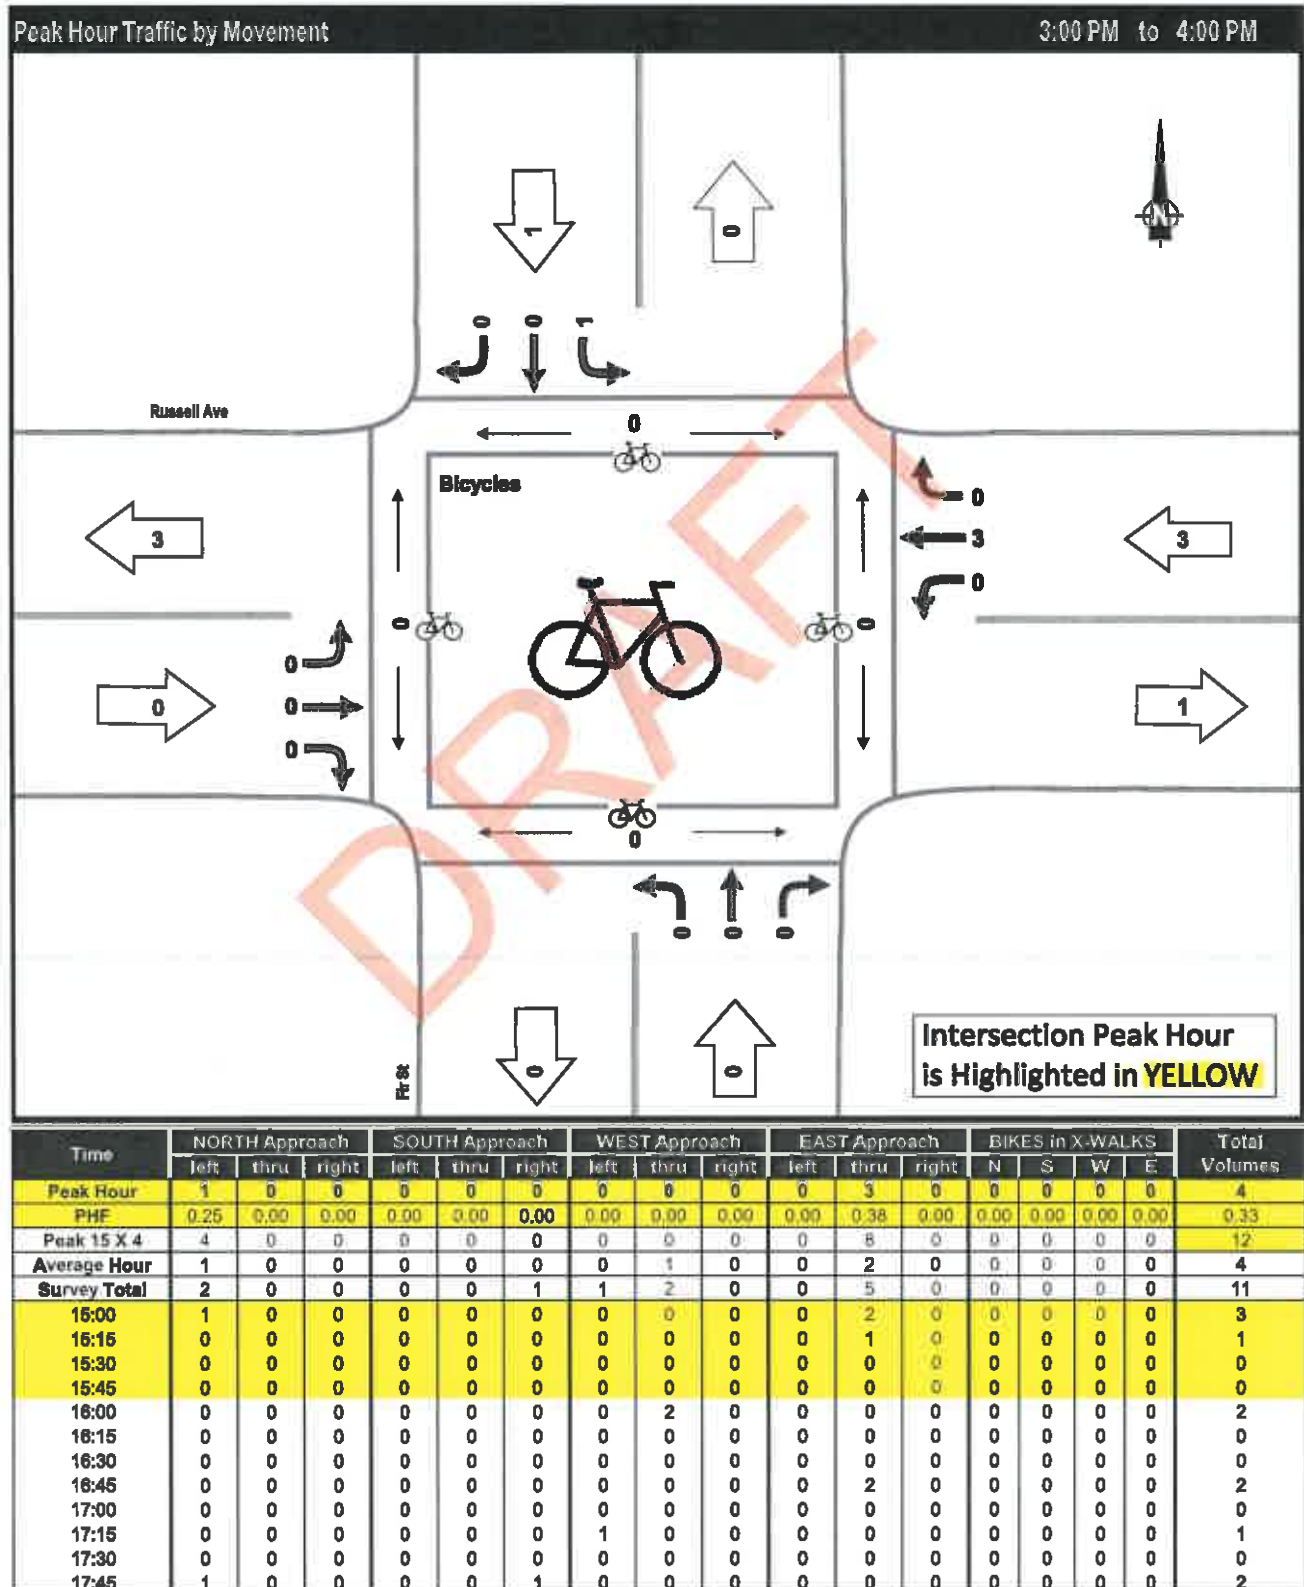 Peak Hour Traffic by Movement 3:00 PM to 4:00 PM
1 0
0 0 1
N
Russell Ave
0
Bicycles
0
3 3 3
0
0 0
0
0 0 1
0
DRAFT
0
0 0 0
Fir St
0 0
Intersection Peak Hour
is Highlighted in YELLOW
Time NORTH Approach SOUTH Approach WEST Approach EAST Approach BIKES in X-WALKS Total Volumes
left thru right left thru right left thru right left thru right N S W E
Peak Hour 1 0 0 0 0 0 0 0 0 0 3 0 0 0 0 0 4
PHF 0.25 0.00 0.00 0.00 0.00 0.00 0.00 0.00 0.00 0.00 0.38 0.00 0.00 0.00 0.00 0.00 0.33
Peak 15 X 4 4 0 0 0 0 0 0 0 0 0 8 0 0 0 0 0 12
Average Hour 1 0 0 0 0 0 0 1 0 0 2 0 0 0 0 0 4
Survey Total 2 0 0 0 0 1 1 2 0 0 5 0 0 0 0 0 11
15:00 1 0 0 0 0 0 0 0 0 0 2 0 0 0 0 0 3
15:15 0 0 0 0 0 0 0 0 0 0 1 0 0 0 0 0 1
15:30 0 0 0 0 0 0 0 0 0 0 0 0 0 0 0 0 0
15:45 0 0 0 0 0 0 0 0 0 0 0 0 0 0 0 0 0
16:00 0 0 0 0 0 0 0 2 0 0 0 0 0 0 0 0 2
16:15 0 0 0 0 0 0 0 0 0 0 0 0 0 0 0 0 0
16:30 0 0 0 0 0 0 0 0 0 0 0 0 0 0 0 0 0
16:45 0 0 0 0 0 0 0 0 0 0 2 0 0 0 0 0 2
17:00 0 0 0 0 0 0 0 0 0 0 0 0 0 0 0 0 0
17:15 0 0 0 0 0 0 1 0 0 0 0 0 0 0 0 0 1
17:30 0 0 0 0 0 0 0 0 0 0 0 0 0 0 0 0 0
17:45 1 0 0 0 0 1 0 0 0 0 0 0 0 0 0 0 2